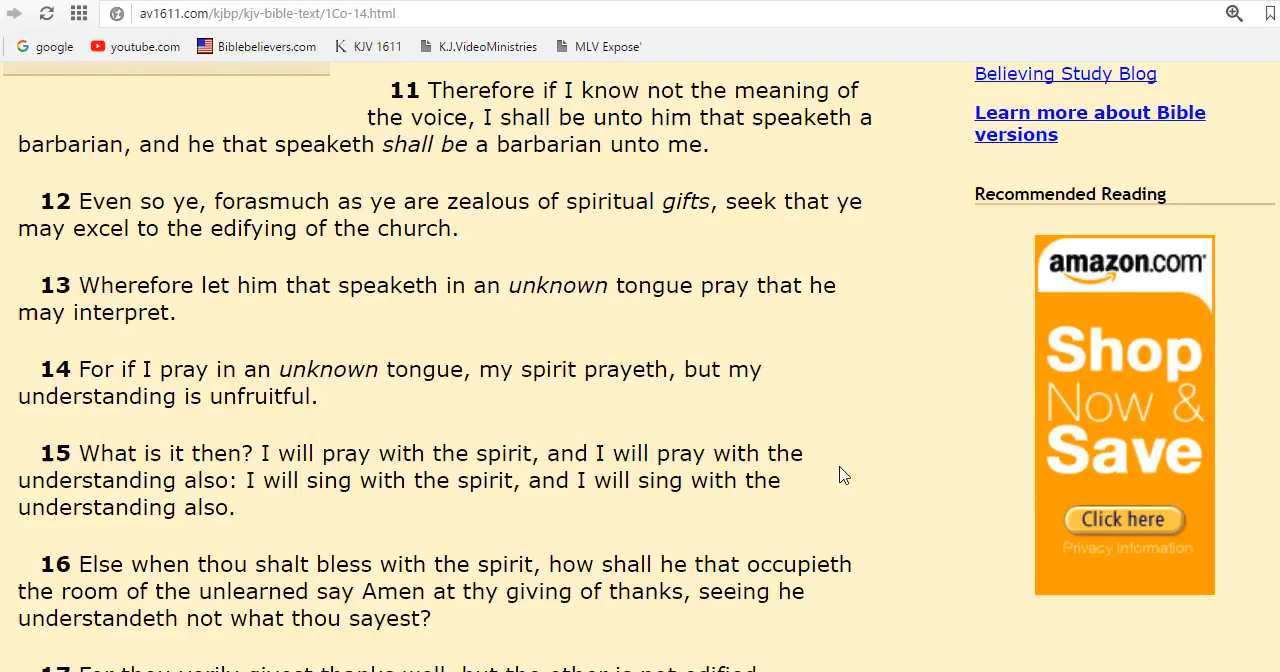 av1611.com/kjbp/kjv-bible-text/1Co-14.html
google youtube.com Biblebelievers.com KJV 1611 K.J.VideoMinistries MLV Expose'
11 Therefore if I know not the meaning of
the voice, I shall be unto him that speaketh a
barbarian, and he that speaketh shall be a barbarian unto me.
12 Even so ye, forasmuch as ye are zealous of spiritual gifts, seek that ye
may excel to the edifying of the church.
13 Wherefore let him that speaketh in an unknown tongue pray that he
may interpret.
14 For if I pray in an unknown tongue, my spirit prayeth, but my
understanding is unfruitful.
15 What is it then? I will pray with the spirit, and I will pray with the
understanding also: I will sing with the spirit, and I will sing with the
understanding also.
16 Else when thou shalt bless with the spirit, how shall he that occupieth
the room of the unlearned say Amen at thy giving of thanks, seeing he
understandeth not what thou sayest?
17 For thou verily givest thanks well, but the other is not edified.
Believing Study Blog
Learn more about Bible
versions
Recommended Reading
amazon.com
Shop
Now &
Save
Click here
Privacy Information